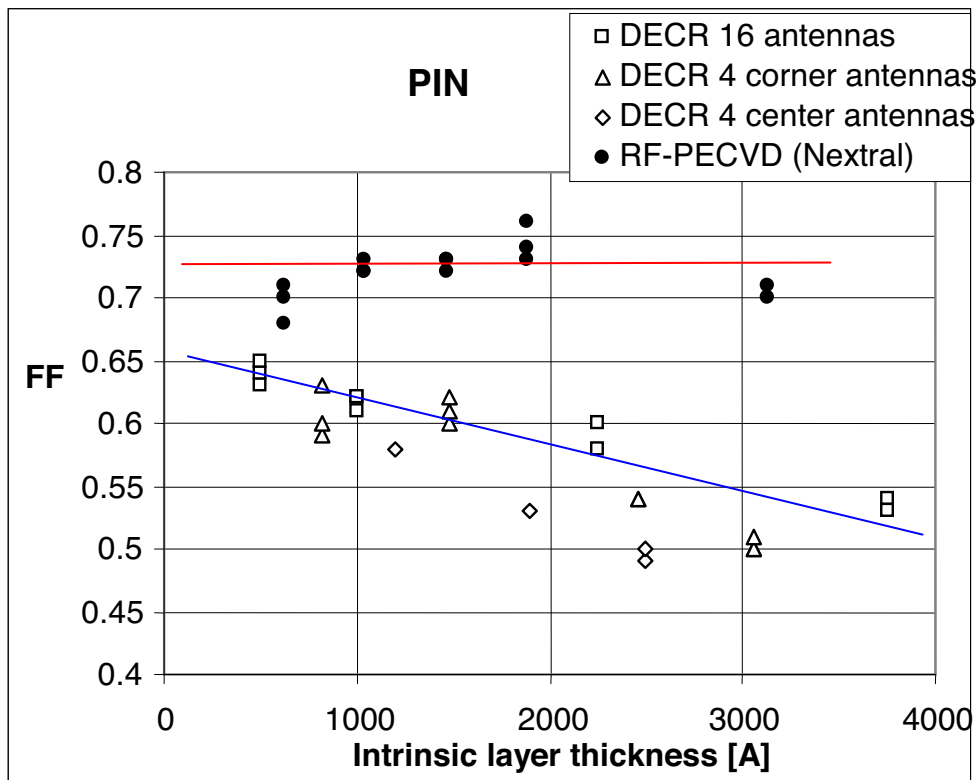 DECR 16 antennas
DECR 4 corner antennas
DECR 4 center antennas
RF-PECVD (Nextral)
PIN
0.8
0.75
0.7
0.65
0.6
0.55
0.5
0.45
0.4
FF
0 1000 2000 3000 4000
Intrinsic layer thickness [A]